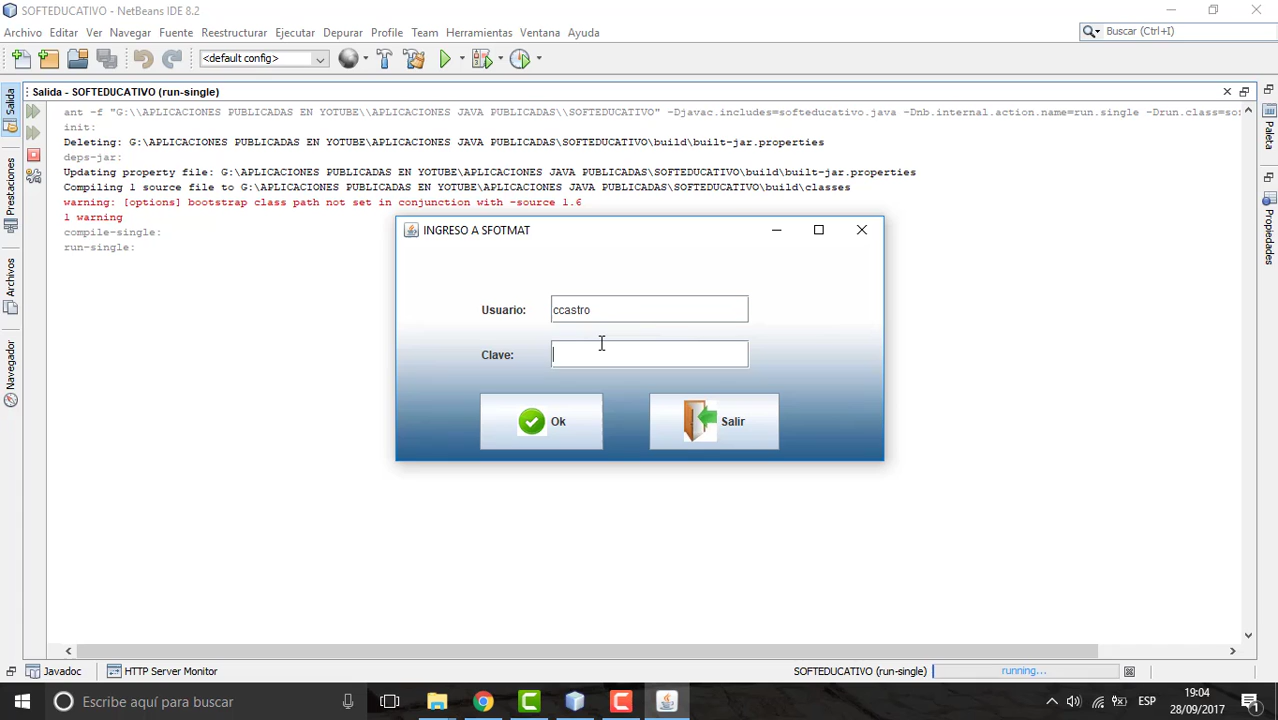 SOFTEDUCATIVO - NetBeans IDE 8.2
Archivo Editar Ver Navegar Fuente Reestructurar Ejecutar Depurar Profile Team Herramientas Ventana Ayuda
Buscar (Ctrl+I)
<default config>
Salida - SOFTEDUCATIVO (run-single)
ant -f "G:\\APLICACIONES PUBLICADAS EN YOTUBE\\APLICACIONES JAVA PUBLICADAS\\SOFTEDUCATIVO" -Djavac.includes=softeducativo.java -Dnb.internal.action.name=run.single -Drun.class=sof
init:
Deleting: G:\APLICACIONES PUBLICADAS EN YOTUBE\APLICACIONES JAVA PUBLICADAS\SOFTEDUCATIVO\build\built-jar.properties
deps-jar:
Updating property file: G:\APLICACIONES PUBLICADAS EN YOTUBE\APLICACIONES JAVA PUBLICADAS\SOFTEDUCATIVO\build\built-jar.properties
Compiling 1 source file to G:\APLICACIONES PUBLICADAS EN YOTUBE\APLICACIONES JAVA PUBLICADAS\SOFTEDUCATIVO\build\classes
warning: [options] bootstrap class path not set in conjunction with -source 1.6
1 warning
compile-single:
run-single:
Salida
Prestaciones
Archivos
Navegador
Paleta
Propiedades
INGRESO A SFOTMAT
Usuario: ccastro
Clave:
Ok Salir
Javadoc HTTP Server Monitor SOFTEDUCATIVO (run-single) running...
Escribe aquí para buscar
ESP
19:04
28/09/2017
1